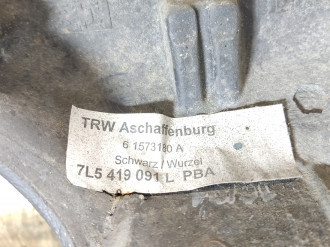 TRW Aschaffenburg
6 1573180 A
Schwarz / Wurzel
7L5 419 091 L PBA